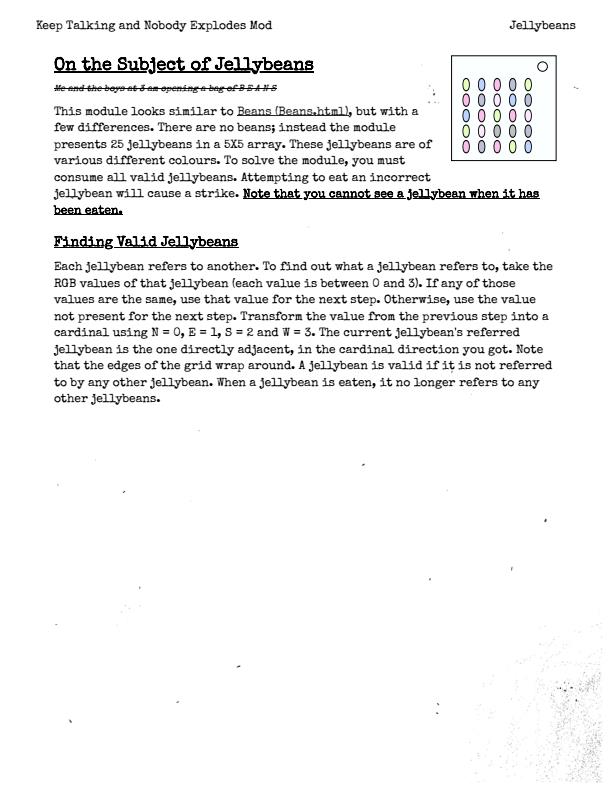 Keep Talking and Nobody Explodes Mod Jellybeans
On the Subject of Jellybeans
Me and the boys at 3 am opening a bag of B E A N S
This module looks similar to Beans (Beans.html), but with a
few differences. There are no beans; instead the module
presents 25 jellybeans in a 5X5 array. These jellybeans are of
various different colours. To solve the module, you must
consume all valid jellybeans. Attempting to eat an incorrect
jellybean will cause a strike. Note that you cannot see a jellybean when it has
been eaten.
Finding Valid Jellybeans
Each jellybean refers to another. To find out what a jellybean refers to, take the
RGB values of that jellybean (each value is between 0 and 3). If any of those
values are the same, use that value for the next step. Otherwise, use the value
not present for the next step. Transform the value from the previous step into a
cardinal using N = 0, E = 1, S = 2 and W = 3. The current jellybean's referred
jellybean is the one directly adjacent, in the cardinal direction you got. Note
that the edges of the grid wrap around. A jellybean is valid if it is not referred
to by any other jellybean. When a jellybean is eaten, it no longer refers to any
other jellybeans.